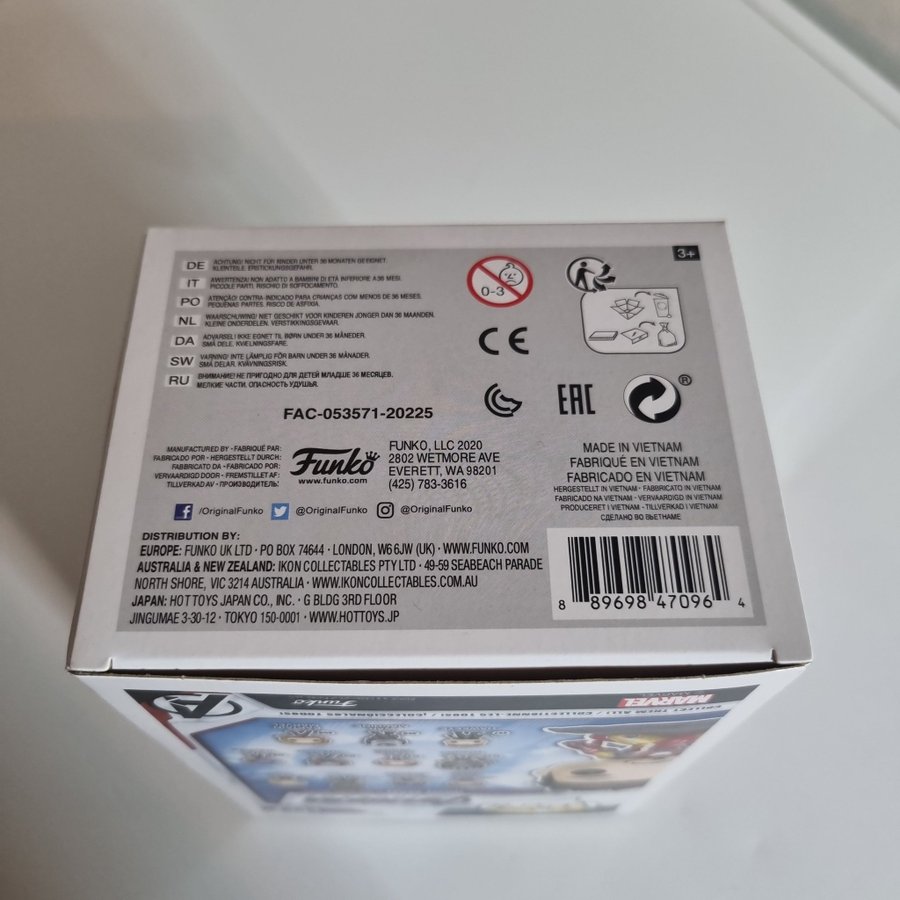 3+
DE ACHTUNG! NICHT FÜR KINDER UNTER 36 MONATEN GEEIGNET.
KLEINTEILE. ERSTICKUNGSGEFAHR.
IT AVVERTENZA! NON ADATTO A BAMBINI DI ETÀ INFERIORE A 36 MESI.
PICCOLE PARTI. RISCHIO DI SOFFOCAMENTO.
PO ATENÇÃO! CONTRA-INDICADO PARA CRIANÇAS COM MENOS DE 36 MESES.
PEQUENAS PARTES. RISCO DE ASFIXIA.
NL WAARSCHUWING! NIET GESCHIKT VOOR KINDEREN JONGER DAN 36 MAANDEN.
KLEINE ONDERDELEN. VERSTIKKINGSGEVAAR.
DA ADVARSEL! IKKE EGNET TIL BØRN UNDER 36 MÅNEDER.
SMÅ DELE. KVÆLNINGSFARE.
SW VARNING! INTE LÄMPLIG FÖR BARN UNDER 36 MÅNADER.
SMÅ DELAR. KVÄVNINGSRISK.
RU ВНИМАНИЕ! НЕ ПРИГОДНО ДЛЯ ДЕТЕЙ МЛАДШЕ 36 МЕСЯЦЕВ.
МЕЛКИЕ ЧАСТИ. ОПАСНОСТЬ УДУШЬЯ.
0-3
CE
EAC
®
FAC-053571-20225
MANUFACTURED BY · FABRIQUÉ PAR:
FABRICADO POR · HERGESTELLT DURCH:
FABBRICATO DA · FABRICADO POR:
VERVAARDIGD DOOR · FREMSTILLET AF:
TILLVERKAD AV · ПРОИЗВОДИТЕЛЬ:
Funko
www.funko.com
FUNKO, LLC 2020
2802 WETMORE AVE
EVERETT, WA 98201
(425) 783-3616
MADE IN VIETNAM
FABRIQUÉ EN VIETNAM
FABRICADO EN VIETNAM
HERGESTELLT IN VIETNAM · FABBRICATO IN VIETNAM
FABRICADO NA VIETNAM · VERVAARDIGD IN VIETNAM
PRODUCERET I VIETNAM · TILLVERKAD I VIETNAM
СДЕЛАНО ВО ВЬЕТНАМЕ
/OriginalFunko @OriginalFunko @OriginalFunko
DISTRIBUTION BY:
EUROPE: FUNKO UK LTD · PO BOX 74644 · LONDON, W6 6JW (UK) · WWW.FUNKO.COM
AUSTRALIA & NEW ZEALAND: IKON COLLECTABLES PTY LTD · 49-59 SEABEACH PARADE
NORTH SHORE, VIC 3214 AUSTRALIA · WWW.IKONCOLLECTABLES.COM.AU
JAPAN: HOT TOYS JAPAN CO., INC. · G BLDG 3RD FLOOR
JINGUMAE 3-30-12 · TOKYO 150-0001 · WWW.HOTTOYS.JP
8 89698 47096 4
Funko
MARVEL
COLLECT THEM ALL! / COLLECTIONNE LES TOUS! / ¡COLECCIÓNALOS TODOS!